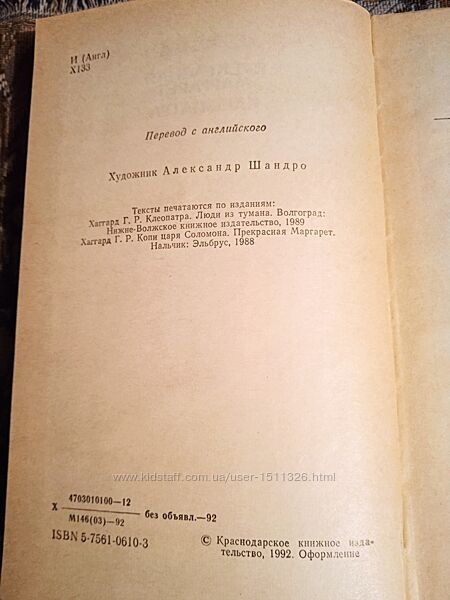 И (Англ)
Х133
Перевод с английского
Художник Александр Шандро
Тексты печатаются по изданиям:
Хаггард Г. Р. Клеопатра. Люди из тумана. Волгоград:
Нижне-Волжское книжное издательство, 1989
Хаггард Г. Р. Копи царя Соломона. Прекрасная Маргарет.
Нальчик: Эльбрус, 1988
www.kidstaff.com.ua/user-1511326.html
Х 4703010100—12
М146(03)—92 без объявл.—92
ISBN 5-7561-0610-3
© Краснодарское книжное изда-
тельство, 1992. Оформление